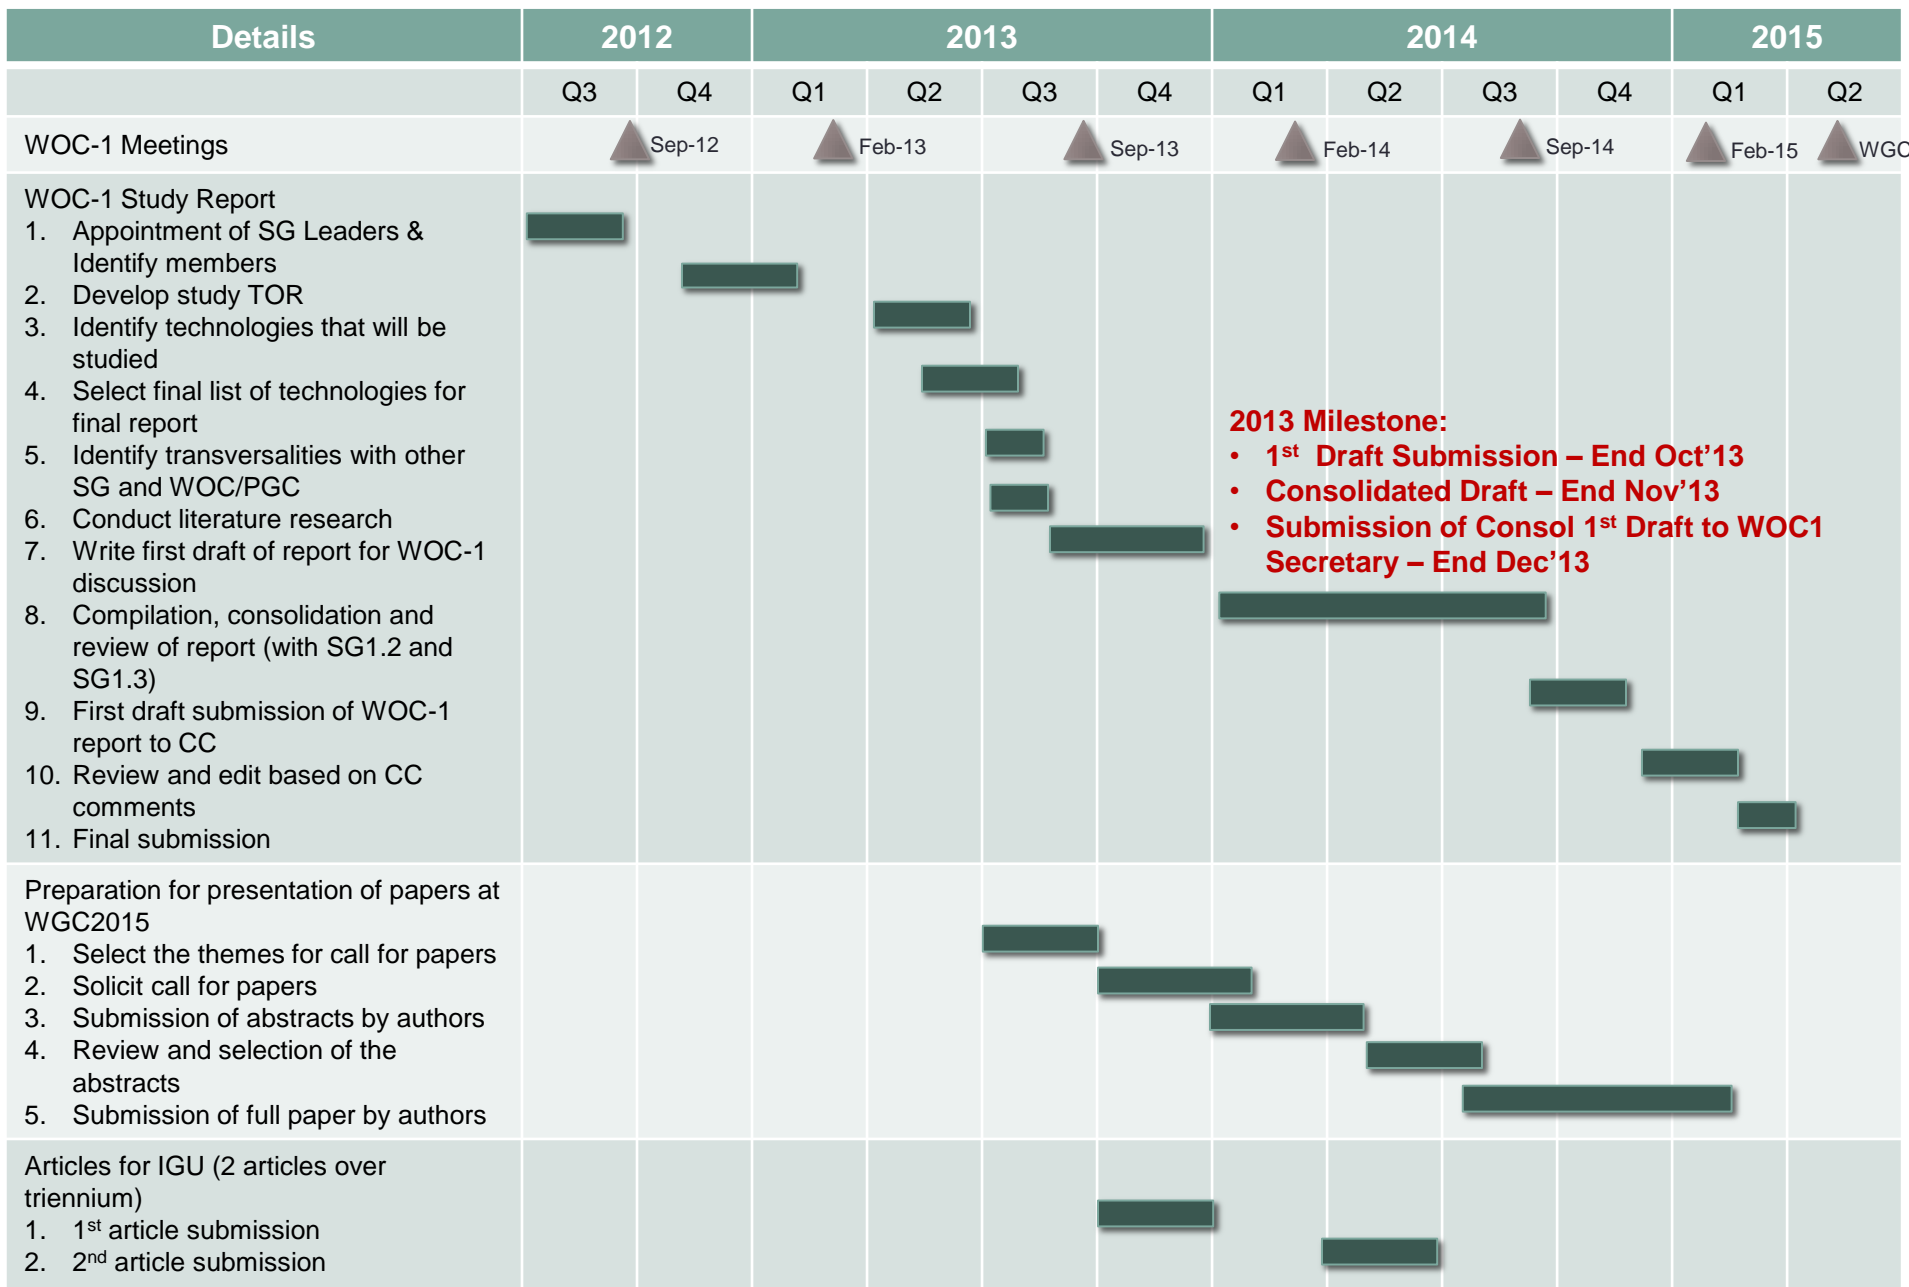 Details 2012 2013 2014 2015
Q3 Q4 Q1 Q2 Q3 Q4 Q1 Q2 Q3 Q4 Q1 Q2
WOC-1 Meetings Sep-12 Feb-13 Sep-13 Feb-14 Sep-14 Feb-15 WGC
WOC-1 Study Report
1. Appointment of SG Leaders &
Identify members
2. Develop study TOR
3. Identify technologies that will be
studied
4. Select final list of technologies for
final report
5. Identify transversalities with other
SG and WOC/PGC
6. Conduct literature research
7. Write first draft of report for WOC-1
discussion
8. Compilation, consolidation and
review of report (with SG1.2 and
SG1.3)
9. First draft submission of WOC-1
report to CC
10. Review and edit based on CC
comments
11. Final submission
2013 Milestone:
• 1st Draft Submission – End Oct’13
• Consolidated Draft – End Nov’13
• Submission of Consol 1st Draft to WOC1
Secretary – End Dec’13
Preparation for presentation of papers at
WGC2015
1. Select the themes for call for papers
2. Solicit call for papers
3. Submission of abstracts by authors
4. Review and selection of the
abstracts
5. Submission of full paper by authors
Articles for IGU (2 articles over
triennium)
1. 1st article submission
2. 2nd article submission